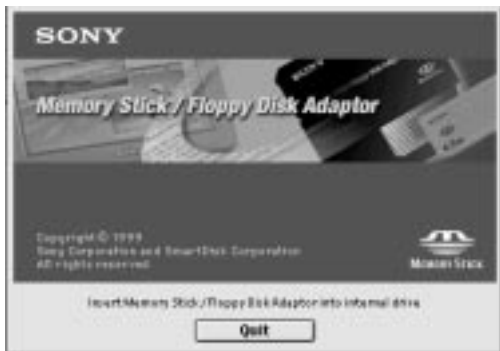 SONY
Memory Stick / Floppy Disk Adaptor
Copyright © 1999
Sony Corporation and SmartDisk Corporation
All rights reserved
MEMORY STICK
Insert Memory Stick / Floppy Disk Adaptor into internal drive
Quit